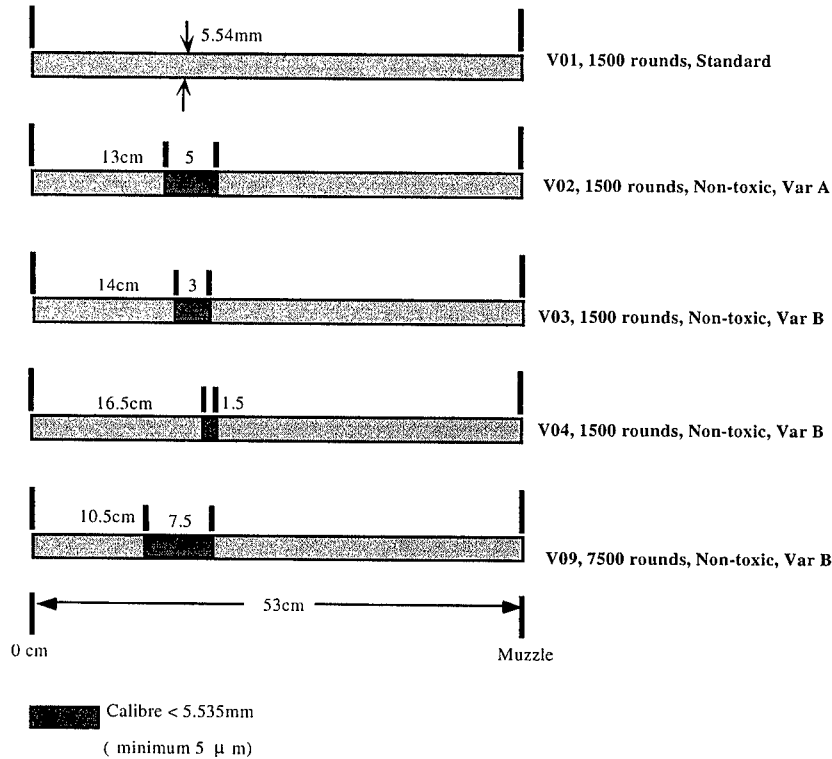 5.54mm
V01, 1500 rounds, Standard
13cm 5
V02, 1500 rounds, Non-toxic, Var A
14cm 3
V03, 1500 rounds, Non-toxic, Var B
16.5cm 1.5
V04, 1500 rounds, Non-toxic, Var B
10.5cm 7.5
V09, 7500 rounds, Non-toxic, Var B
53cm
0 cm Muzzle
Calibre < 5.535mm
( minimum 5 μ m)